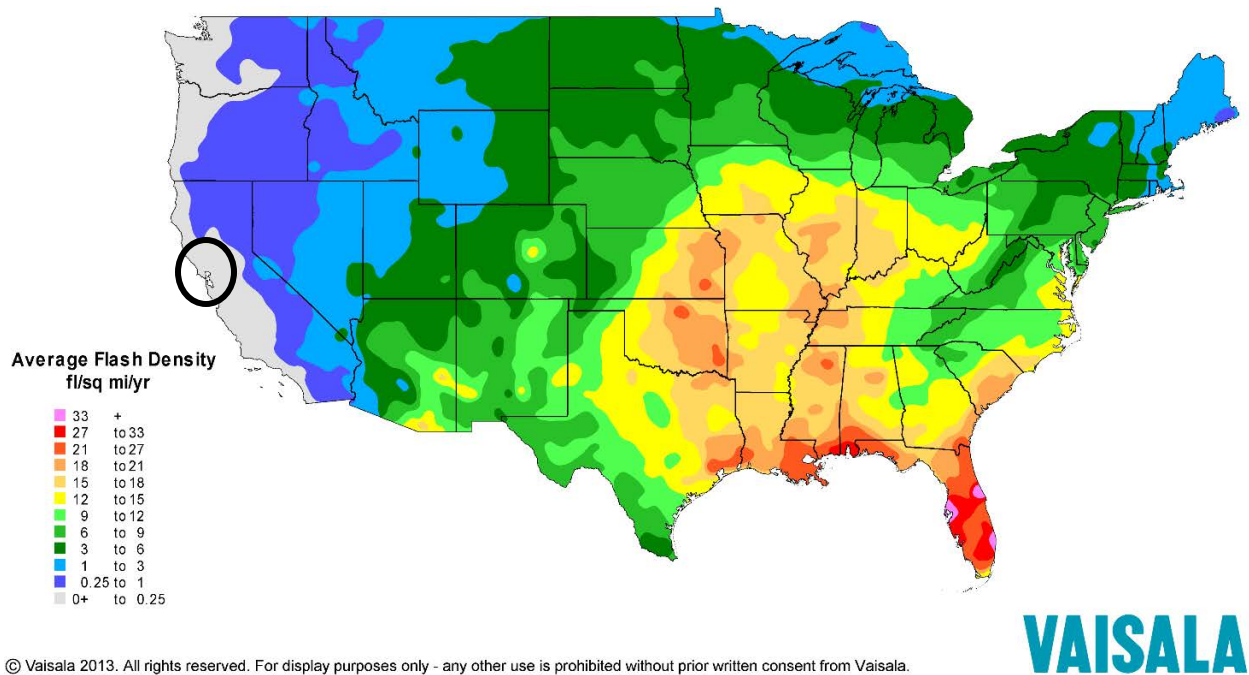 Average Flash Density
fl/sq mi/yr
33 +
27 to 33
21 to 27
18 to 21
15 to 18
12 to 15
9 to 12
6 to 9
3 to 6
1 to 3
0.25 to 1
0+ to 0.25
VAISALA
© Vaisala 2013. All rights reserved. For display purposes only - any other use is prohibited without prior written consent from Vaisala.